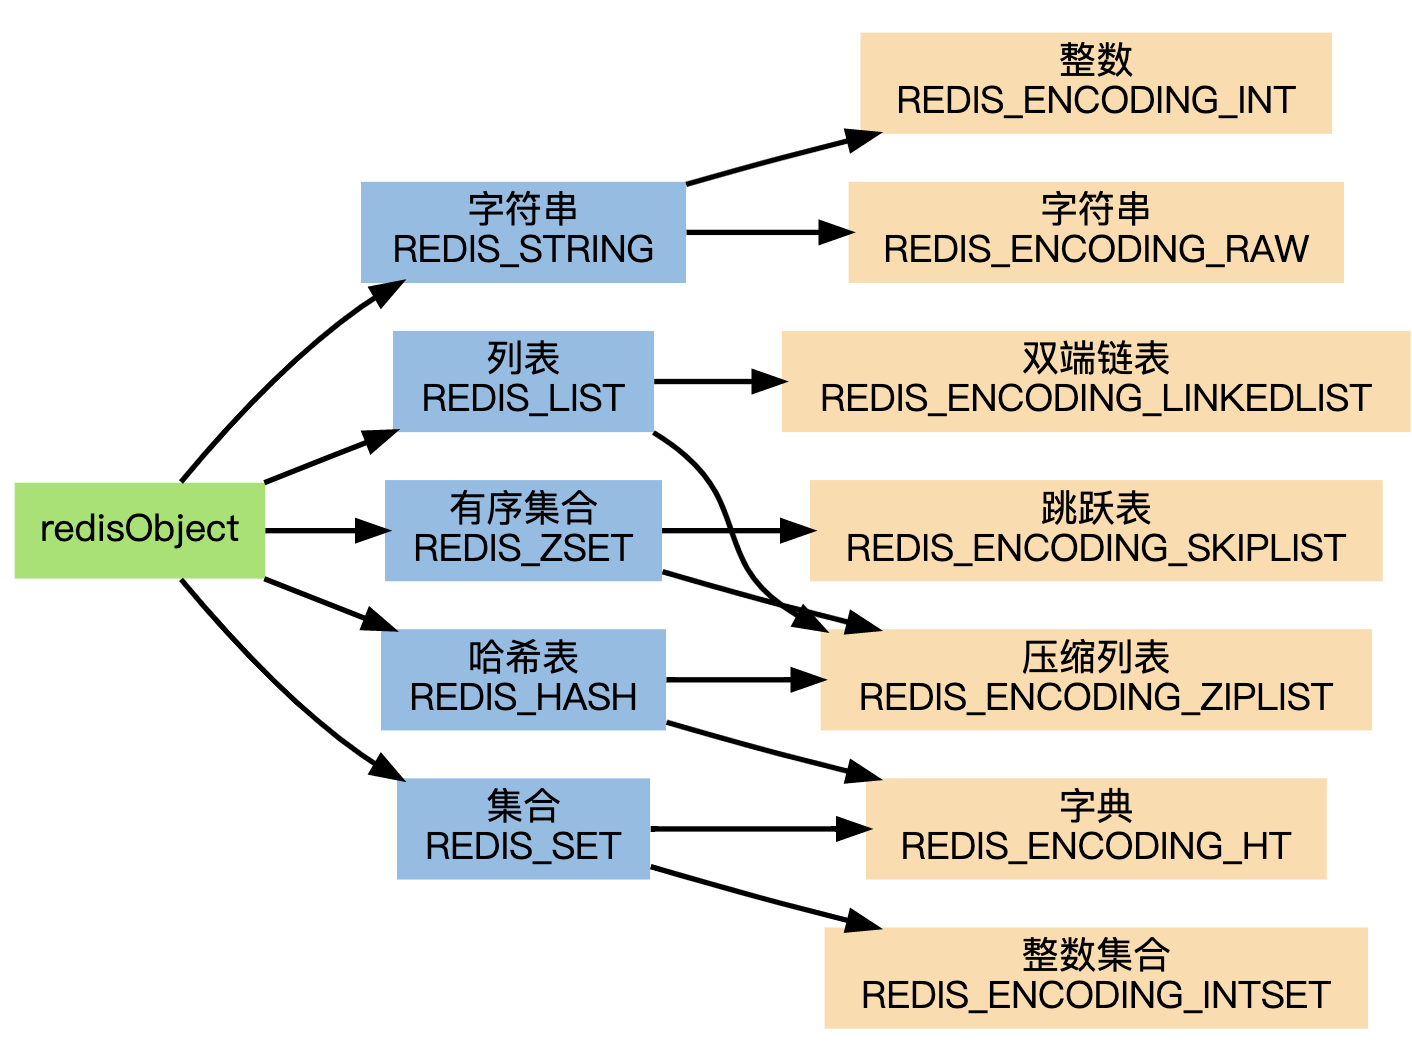 redisObject
字符串
REDIS_STRING
列表
REDIS_LIST
有序集合
REDIS_ZSET
哈希表
REDIS_HASH
集合
REDIS_SET
整数
REDIS_ENCODING_INT
字符串
REDIS_ENCODING_RAW
双端链表
REDIS_ENCODING_LINKEDLIST
跳跃表
REDIS_ENCODING_SKIPLIST
压缩列表
REDIS_ENCODING_ZIPLIST
字典
REDIS_ENCODING_HT
整数集合
REDIS_ENCODING_INTSET